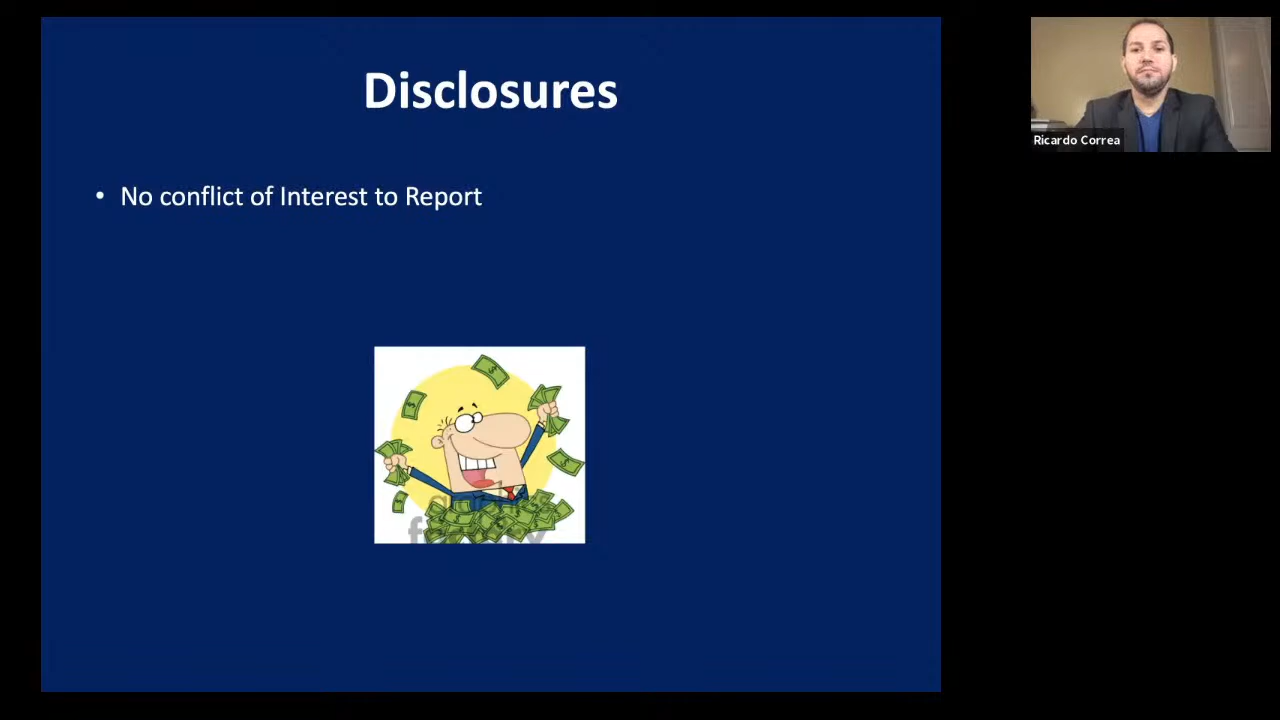 Disclosures
• No conflict of Interest to Report
Ricardo Correa